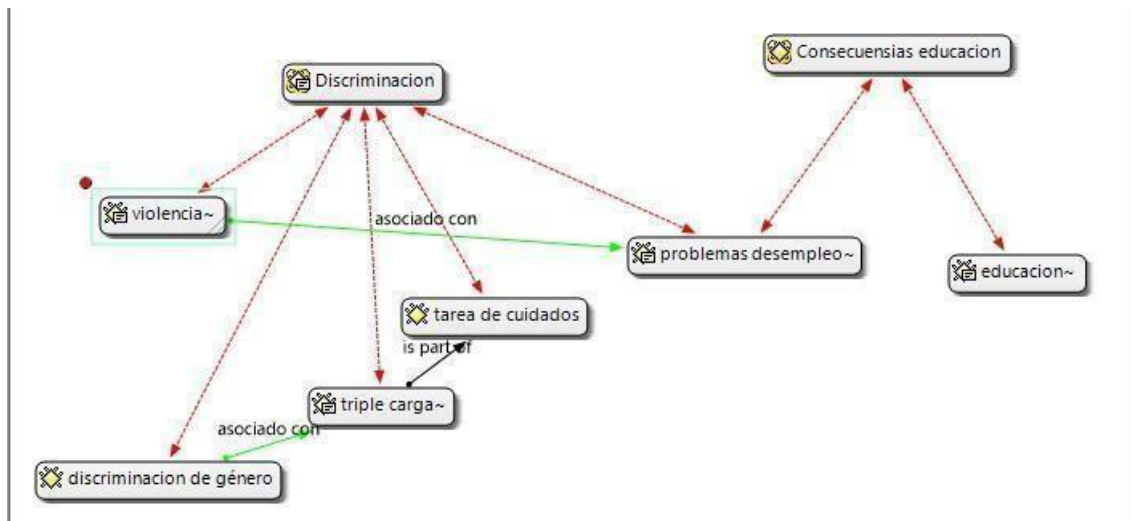 Consecuensias educacion
Discriminacion
violencia~
asociado con
problemas desempleo~
educacion~
tarea de cuidados
is part of
triple carga~
asociado con
discriminacion de género